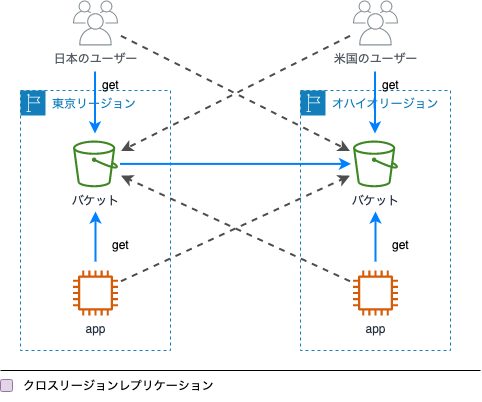 日本のユーザー
米国のユーザー
get
get
東京リージョン
オハイオリージョン
バケット
バケット
get
get
app
app
クロスリージョンレプリケーション